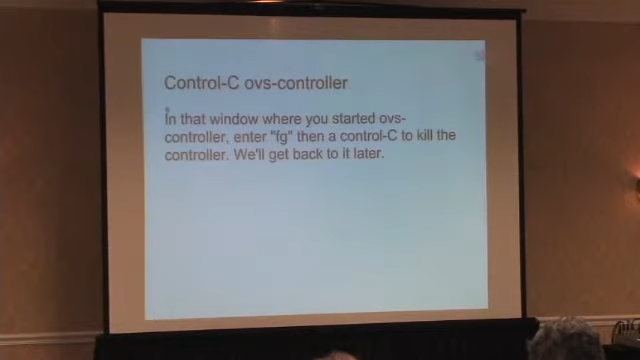 Control-C ovs-controller
In that window where you started ovs-
controller, enter "fg" then a control-C to kill the
controller. We'll get back to it later.